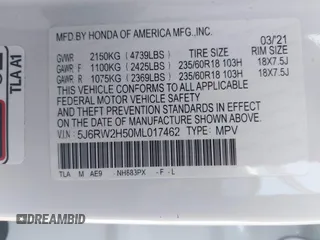 MFD. BY HONDA OF AMERICA MFG.,INC.
03/'21
GVWR 2150KG (4739LBS) TIRE SIZE RIM SIZE
GAWR F 1100KG (2425LBS) 235/60R18 103H 18X7.5J
GAWR R 1075KG (2369LBS) 235/60R18 103H 18X7.5J
THIS VEHICLE CONFORMS TO ALL APPLICABLE
FEDERAL MOTOR VEHICLE SAFETY AND
THEFT PREVENTION STANDARDS IN EFFECT ON
THE DATE OF MANUFACTURE SHOWN ABOVE.
V.I.N: 5J6RW2H50ML017462 TYPE: MPV
TLA M AE9 NH883PX - F - L
TLA A1
DREAMBID